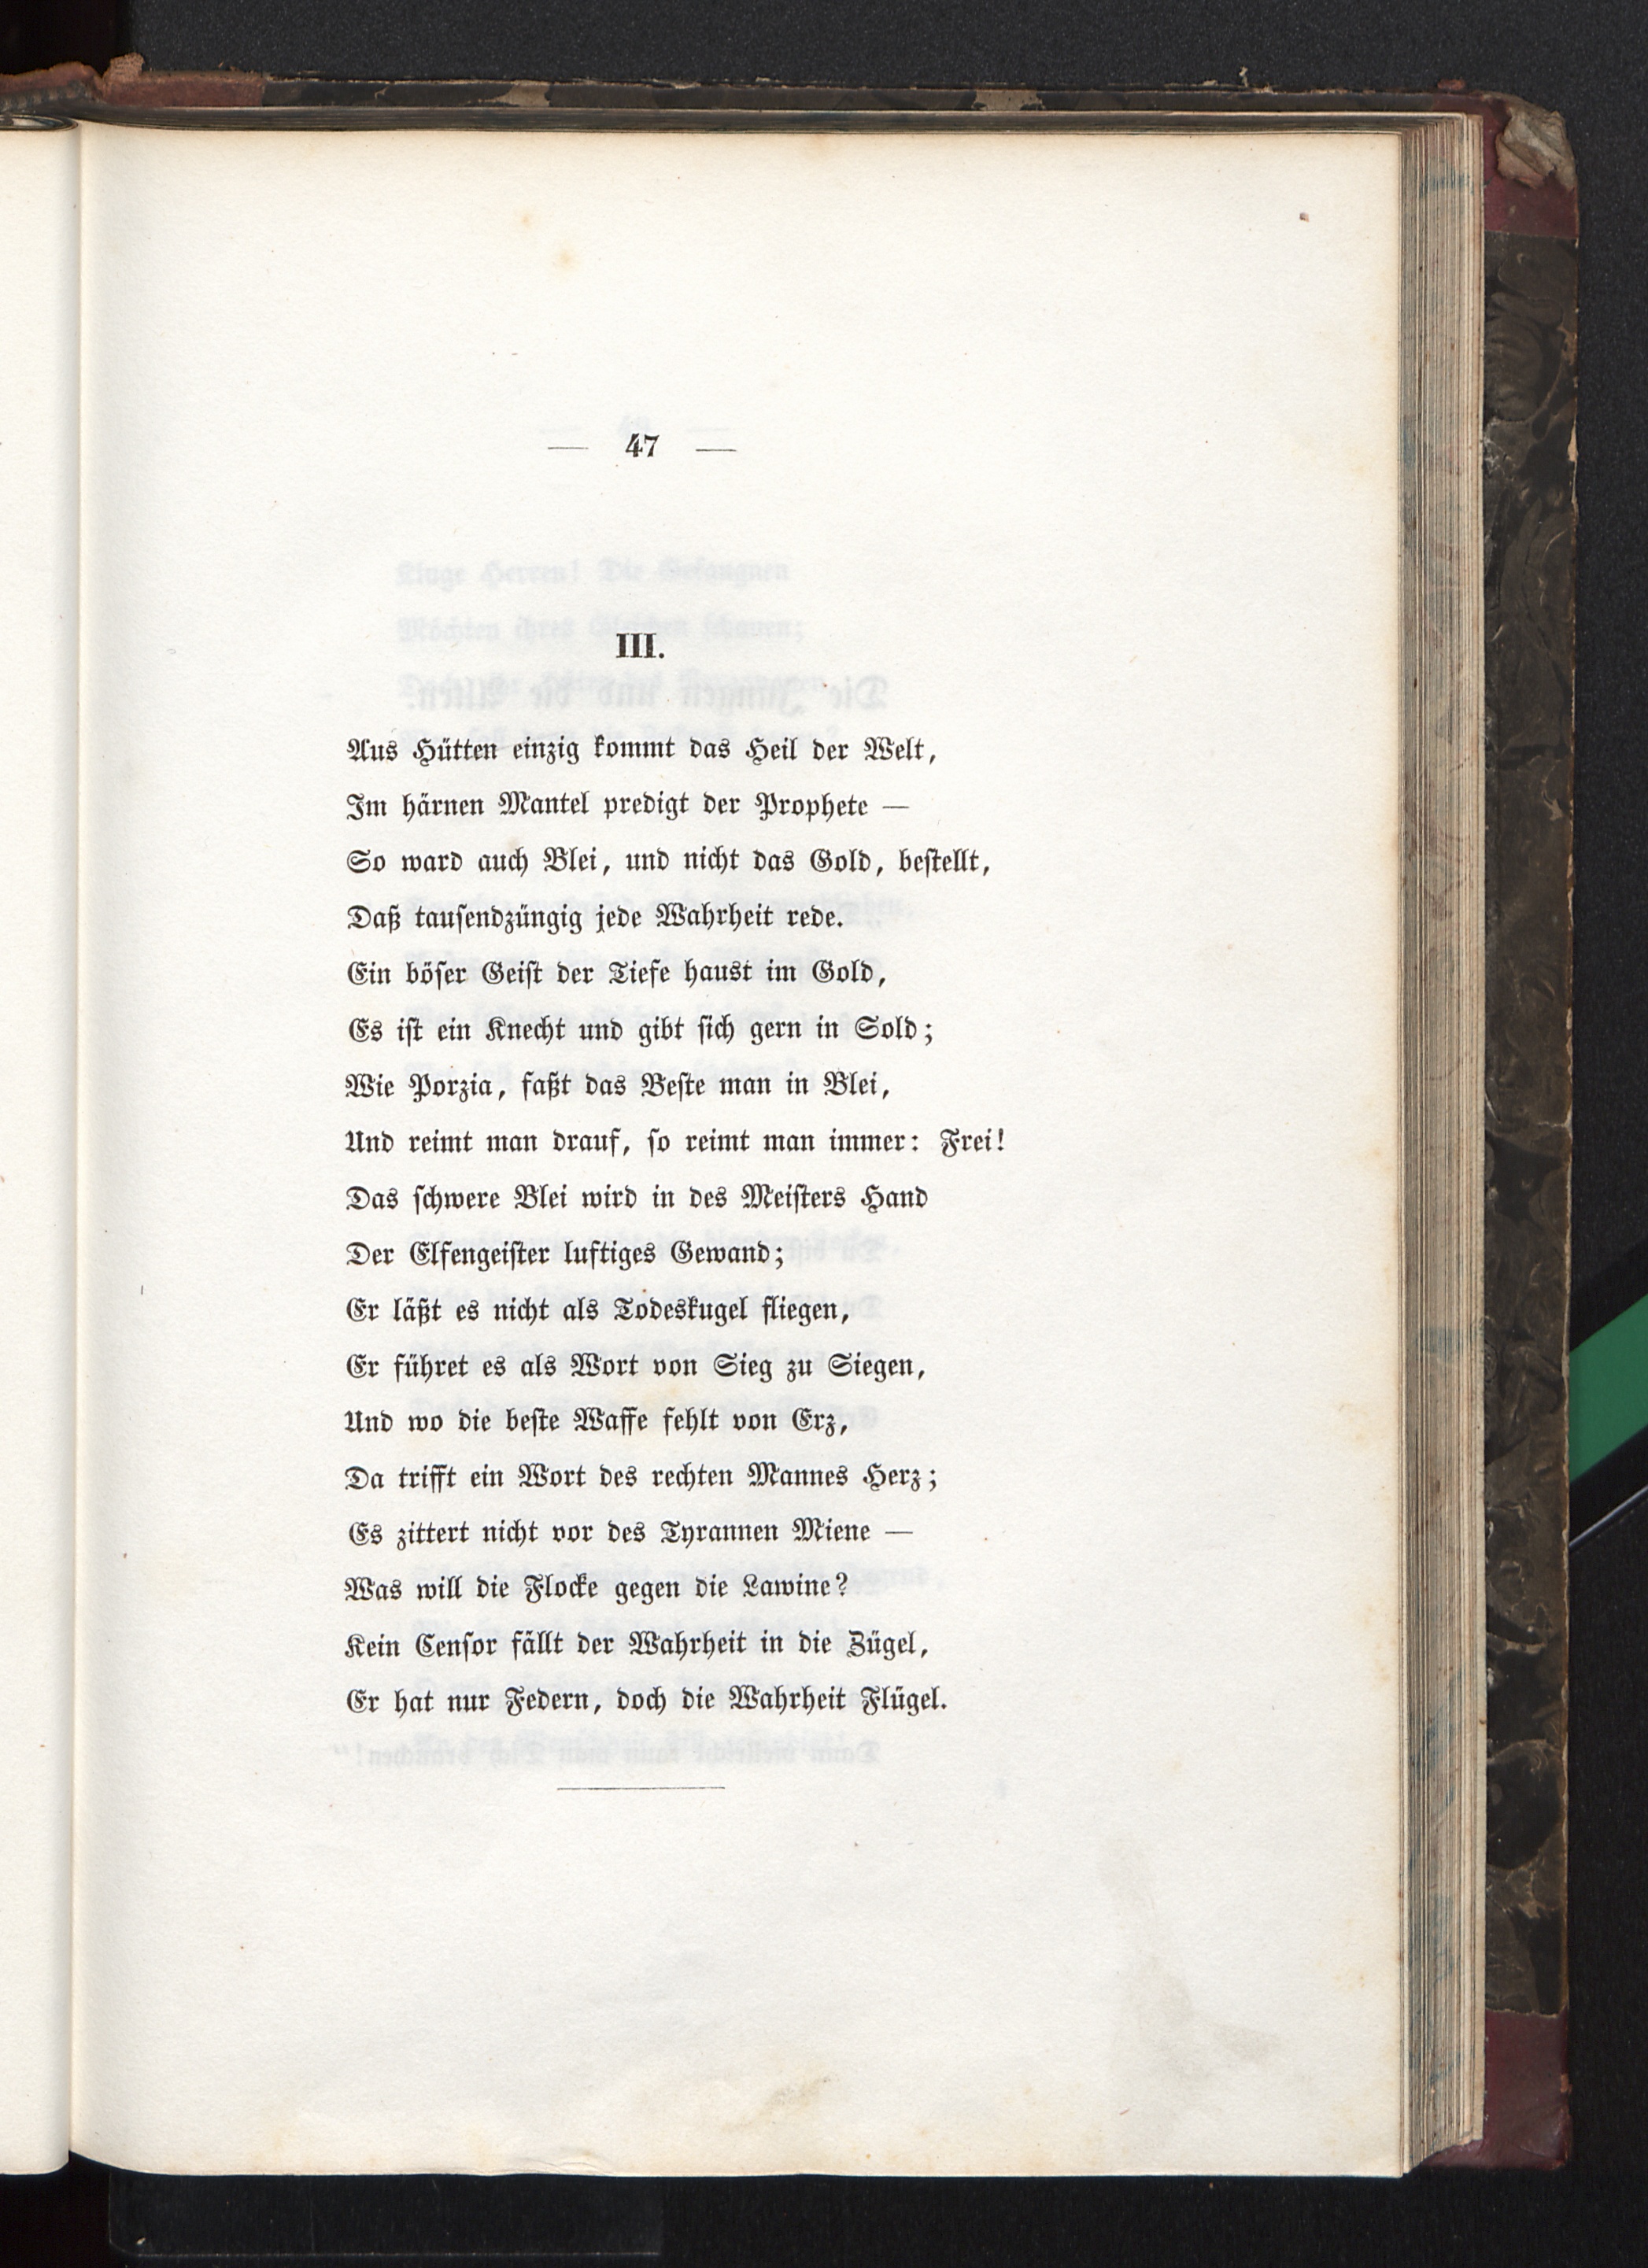 — 47 —
III.
Aus Hütten einzig kommt das Heil der Welt,
Im härnen Mantel predigt der Prophete —
So ward auch Blei, und nicht das Gold, bestellt,
Daß tausendzüngig jede Wahrheit rede.
Ein böser Geist der Tiefe haust im Gold,
Es ist ein Knecht und gibt sich gern in Sold;
Wie Porzia, faßt das Beste man in Blei,
Und reimt man drauf, so reimt man immer: Frei!
Das schwere Blei wird in des Meisters Hand
Der Elfengeister luftiges Gewand;
Er läßt es nicht als Todeskugel fliegen,
Er führet es als Wort von Sieg zu Siegen,
Und wo die beste Waffe fehlt von Erz,
Da trifft ein Wort des rechten Mannes Herz;
Es zittert nicht vor des Tyrannen Miene —
Was will die Flocke gegen die Lawine?
Kein Censor fällt der Wahrheit in die Zügel,
Er hat nur Federn, doch die Wahrheit Flügel.